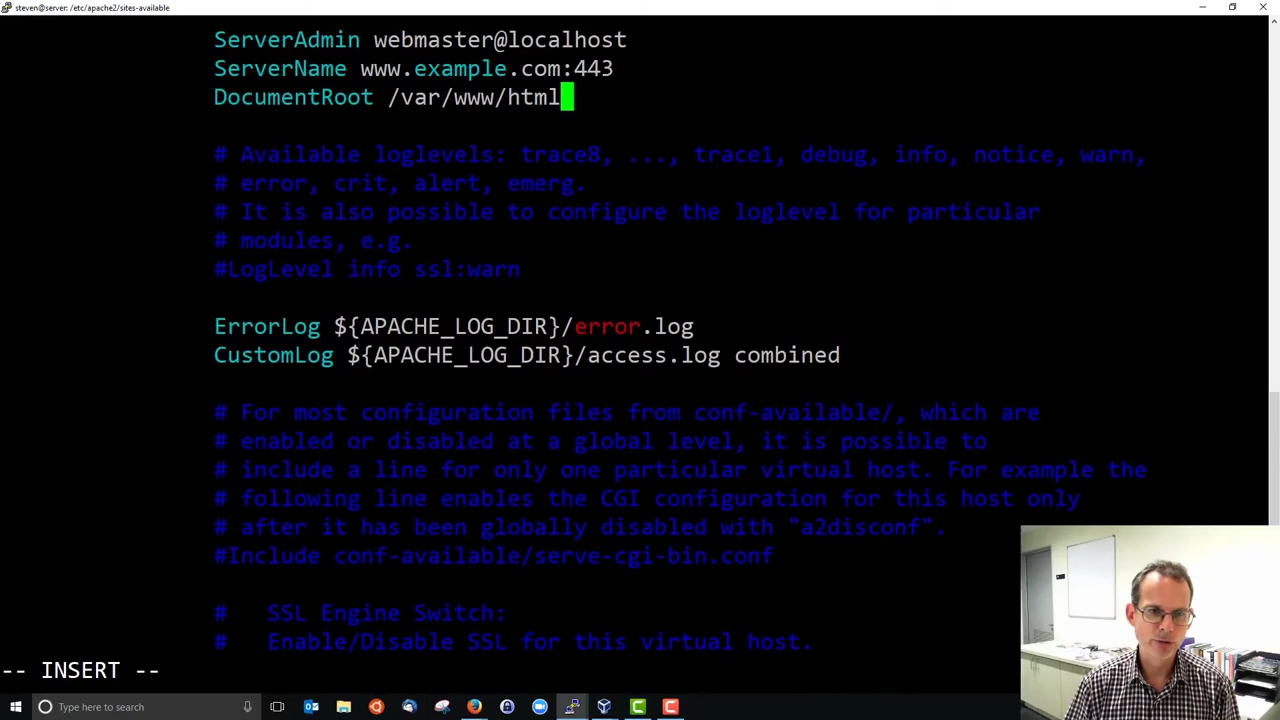 steven@server: /etc/apache2/sites-available
ServerAdmin webmaster@localhost
ServerName www.example.com:443
DocumentRoot /var/www/html
# Available loglevels: trace8, ..., trace1, debug, info, notice, warn,
# error, crit, alert, emerg.
# It is also possible to configure the loglevel for particular
# modules, e.g.
#LogLevel info ssl:warn
ErrorLog ${APACHE_LOG_DIR}/error.log
CustomLog ${APACHE_LOG_DIR}/access.log combined
# For most configuration files from conf-available/, which are
# enabled or disabled at a global level, it is possible to
# include a line for only one particular virtual host. For example the
# following line enables the CGI configuration for this host only
# after it has been globally disabled with "a2disconf".
#Include conf-available/serve-cgi-bin.conf
#   SSL Engine Switch:
#   Enable/Disable SSL for this virtual host.
-- INSERT --
Type here to search